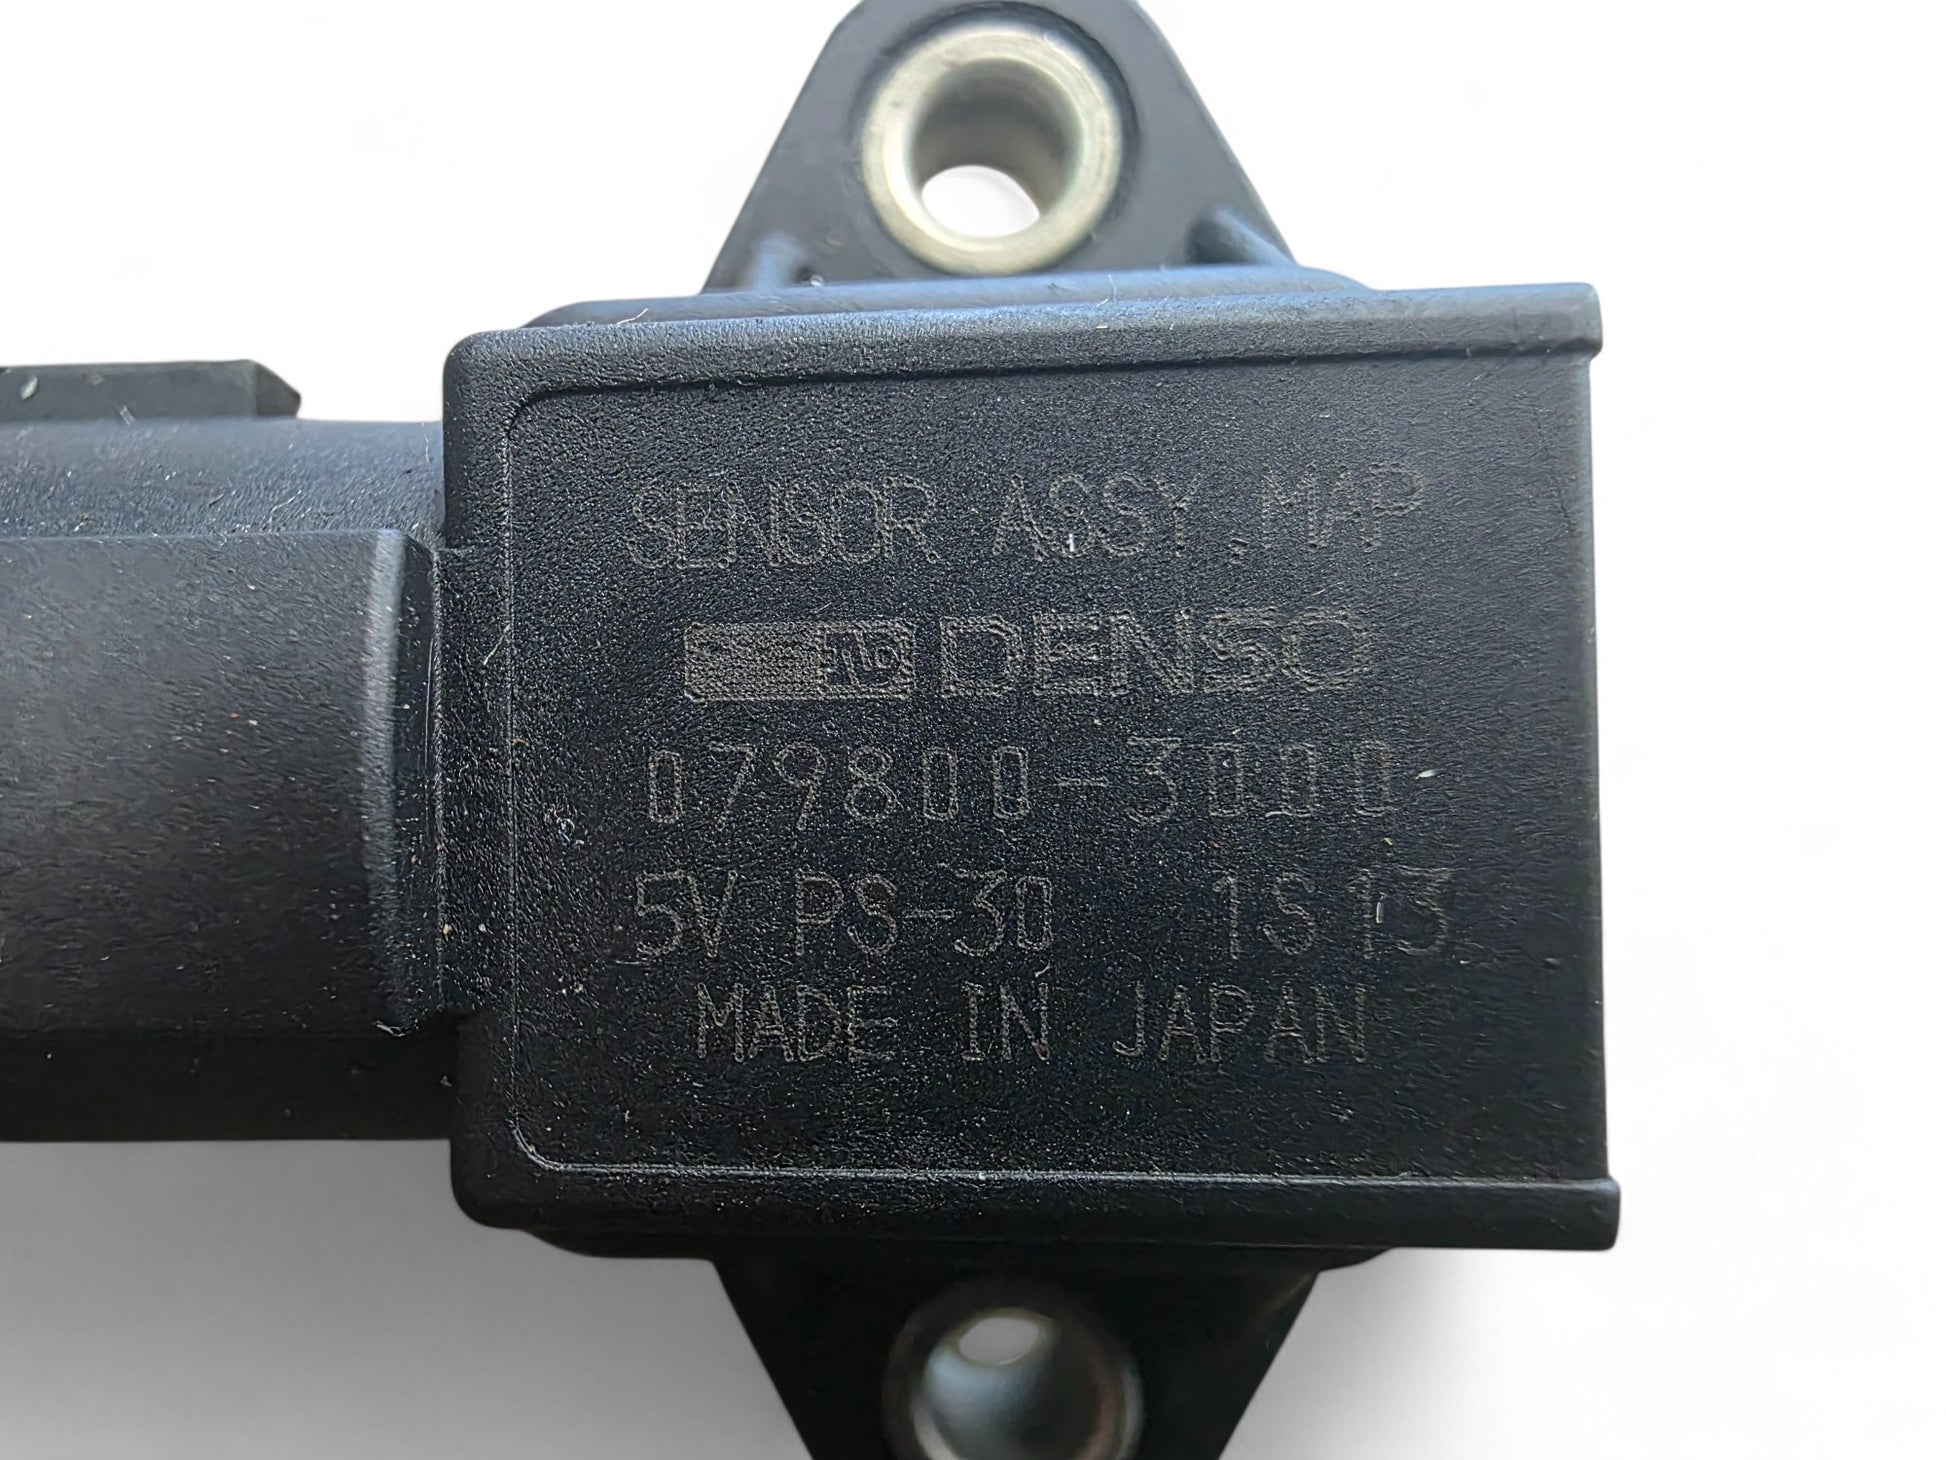 SENSOR ASSY, MAP
DENSO
079800-3000
5V PS-30 1S13
MADE IN JAPAN